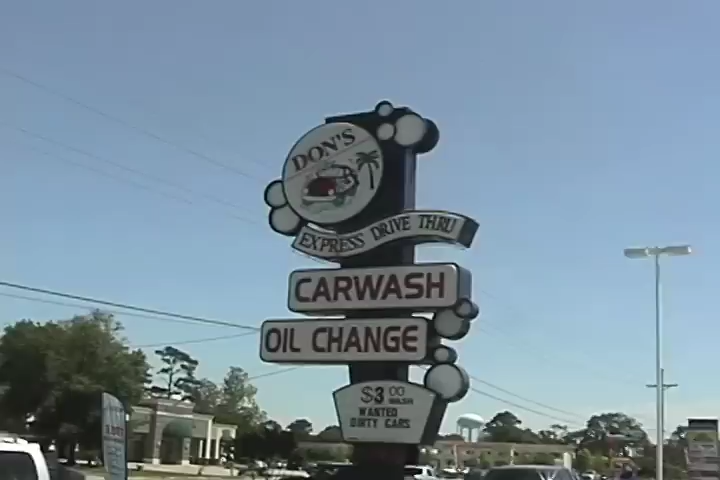 DON'S
EXPRESS DRIVE THRU
CARWASH
OIL CHANGE
$3.00
WASH
WANTED
DIRTY CARS